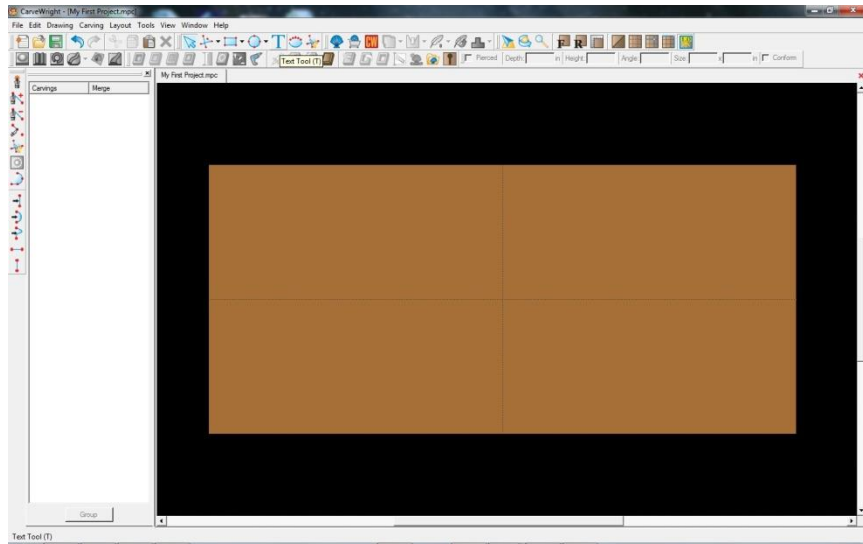 CarveWright - [My First Project.mpc]
File Edit Drawing Carving Layout Tools View Window Help
T CW F R
Text Tool (T) Pierced Depth: in Height: Angle: Size: x in Conform
My First Project.mpc
Carvings Merge
Group
Text Tool (T)